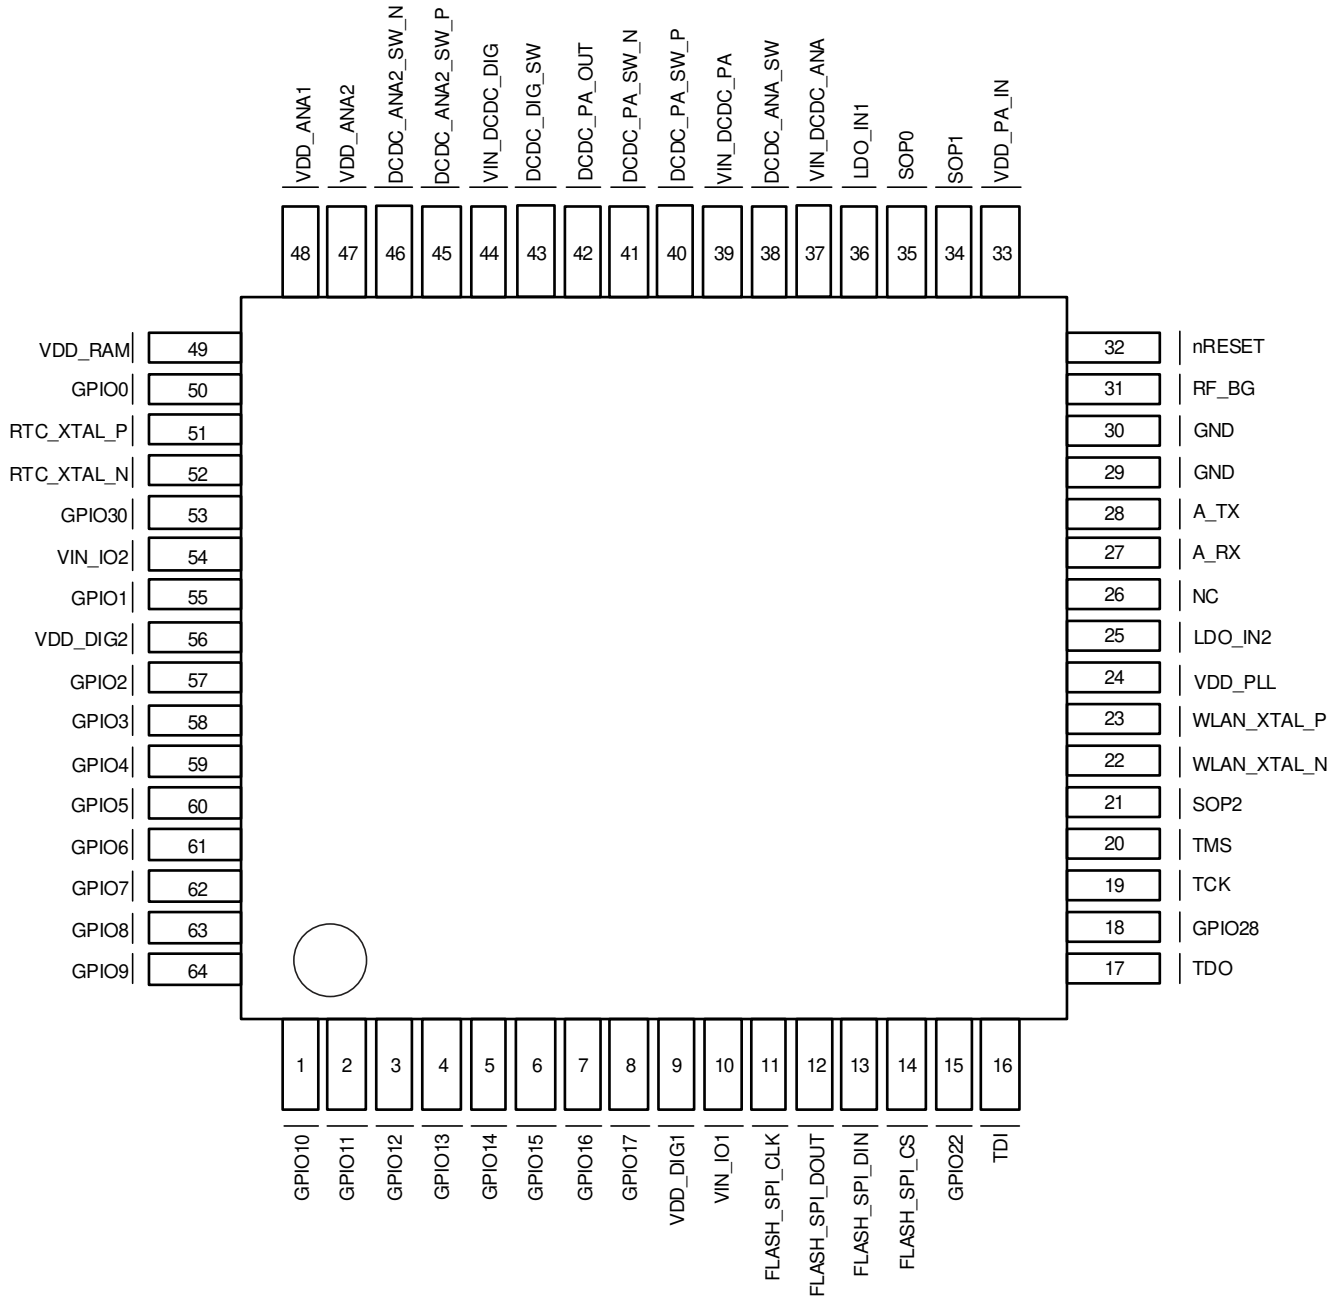 VDD_ANA1
VDD_ANA2
DCDC_ANA2_SW_N
DCDC_ANA2_SW_P
VIN_DCDC_DIG
DCDC_DIG_SW
DCDC_PA_OUT
DCDC_PA_SW_N
DCDC_PA_SW_P
VIN_DCDC_PA
DCDC_ANA_SW
VIN_DCDC_ANA
LDO_IN1
SOP0
SOP1
VDD_PA_IN
48 47 46 45 44 43 42 41 40 39 38 37 36 35 34 33
VDD_RAM 49
GPIO0 50
RTC_XTAL_P 51
RTC_XTAL_N 52
GPIO30 53
VIN_IO2 54
GPIO1 55
VDD_DIG2 56
GPIO2 57
GPIO3 58
GPIO4 59
GPIO5 60
GPIO6 61
GPIO7 62
GPIO8 63
GPIO9 64
32 nRESET
31 RF_BG
30 GND
29 GND
28 A_TX
27 A_RX
26 NC
25 LDO_IN2
24 VDD_PLL
23 WLAN_XTAL_P
22 WLAN_XTAL_N
21 SOP2
20 TMS
19 TCK
18 GPIO28
17 TDO
1 2 3 4 5 6 7 8 9 10 11 12 13 14 15 16
GPIO10
GPIO11
GPIO12
GPIO13
GPIO14
GPIO15
GPIO16
GPIO17
VDD_DIG1
VIN_IO1
FLASH_SPI_CLK
FLASH_SPI_DOUT
FLASH_SPI_DIN
FLASH_SPI_CS
GPIO22
TDI